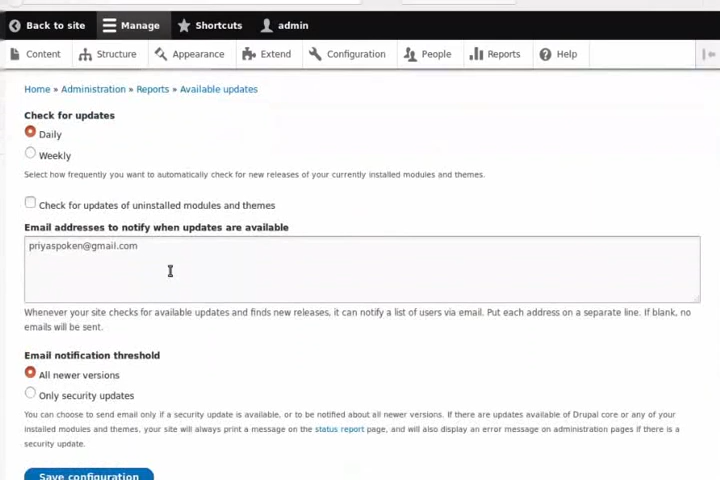 Back to site Manage Shortcuts admin
Content Structure Appearance Extend Configuration People Reports Help
Home » Administration » Reports » Available updates
Check for updates
Daily
Weekly
Select how frequently you want to automatically check for new releases of your currently installed modules and themes.
Check for updates of uninstalled modules and themes
Email addresses to notify when updates are available
priyaspoken@gmail.com
Whenever your site checks for available updates and finds new releases, it can notify a list of users via email. Put each address on a separate line. If blank, no
emails will be sent.
Email notification threshold
All newer versions
Only security updates
You can choose to send email only if a security update is available, or to be notified about all newer versions. If there are updates available of Drupal core or any of your
installed modules and themes, your site will always print a message on the status report page, and will also display an error message on administration pages if there is a
security update.
Save configuration